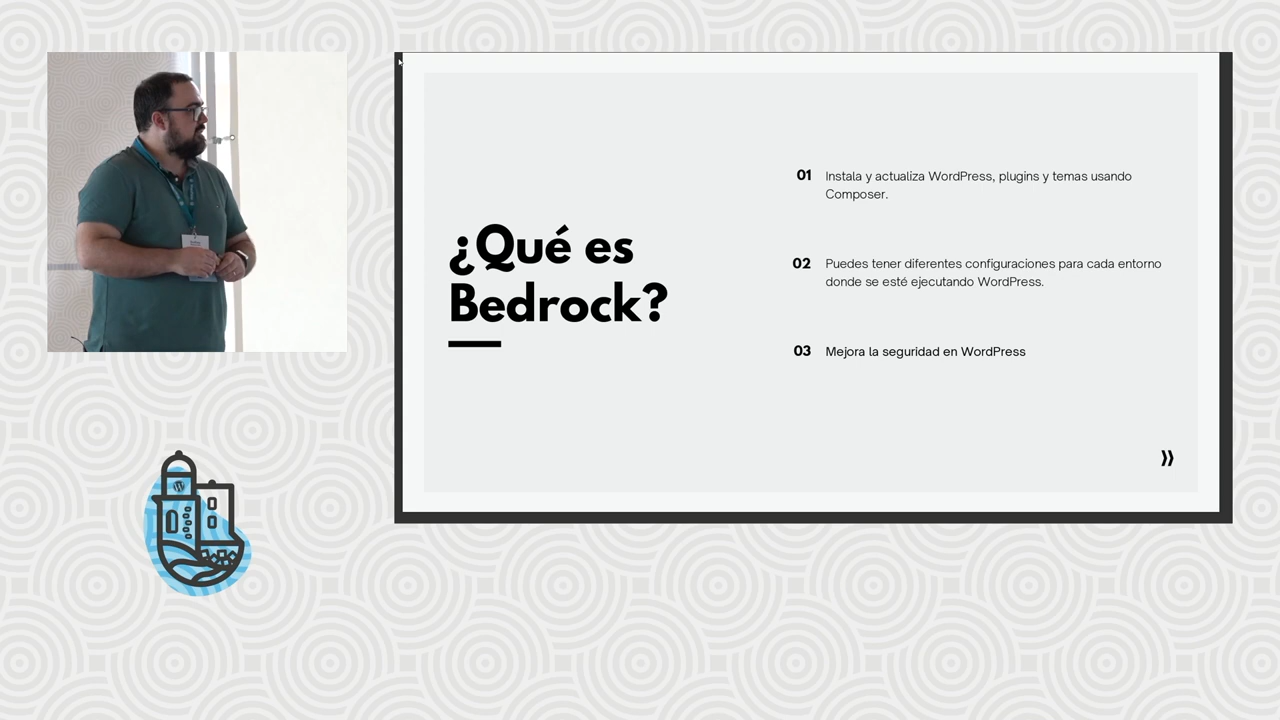 ¿Qué es
Bedrock?
01 Instala y actualiza WordPress, plugins y temas usando
Composer.
02 Puedes tener diferentes configuraciones para cada entorno
donde se esté ejecutando WordPress.
03 Mejora la seguridad en WordPress